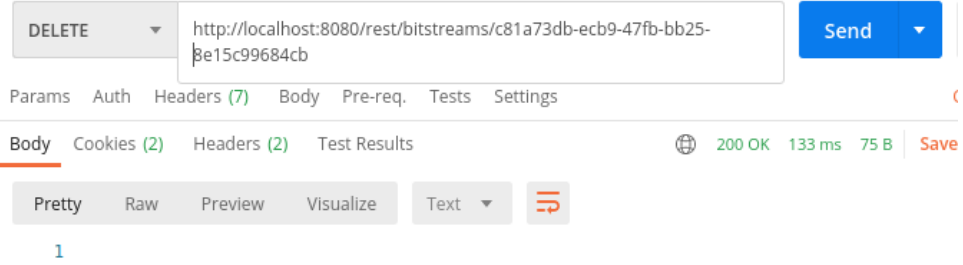 DELETE
http://localhost:8080/rest/bitstreams/c81a73db-ecb9-47fb-bb25-
8e15c99684cb
Send
Params Auth Headers (7) Body Pre-req. Tests Settings
Body Cookies (2) Headers (2) Test Results 200 OK 133 ms 75 B Save
Pretty Raw Preview Visualize Text
1